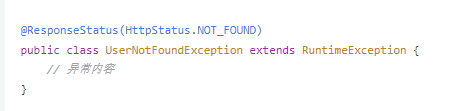 @ResponseStatus(HttpStatus.NOT_FOUND)
public class UserNotFoundException extends RuntimeException {
    // 异常内容
}